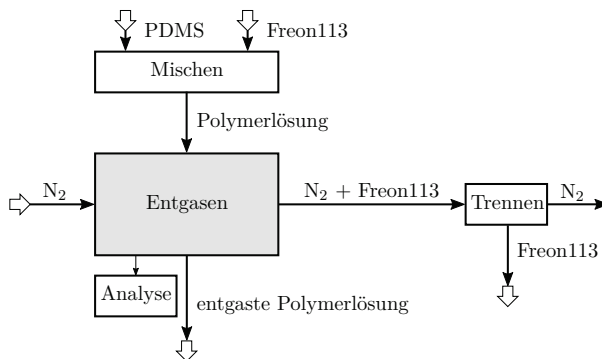 PDMS
Freon113
Mischen
Polymerlösung
N2
Entgasen
N2 + Freon113
Trennen
N2
Freon113
Analyse
entgaste Polymerlösung